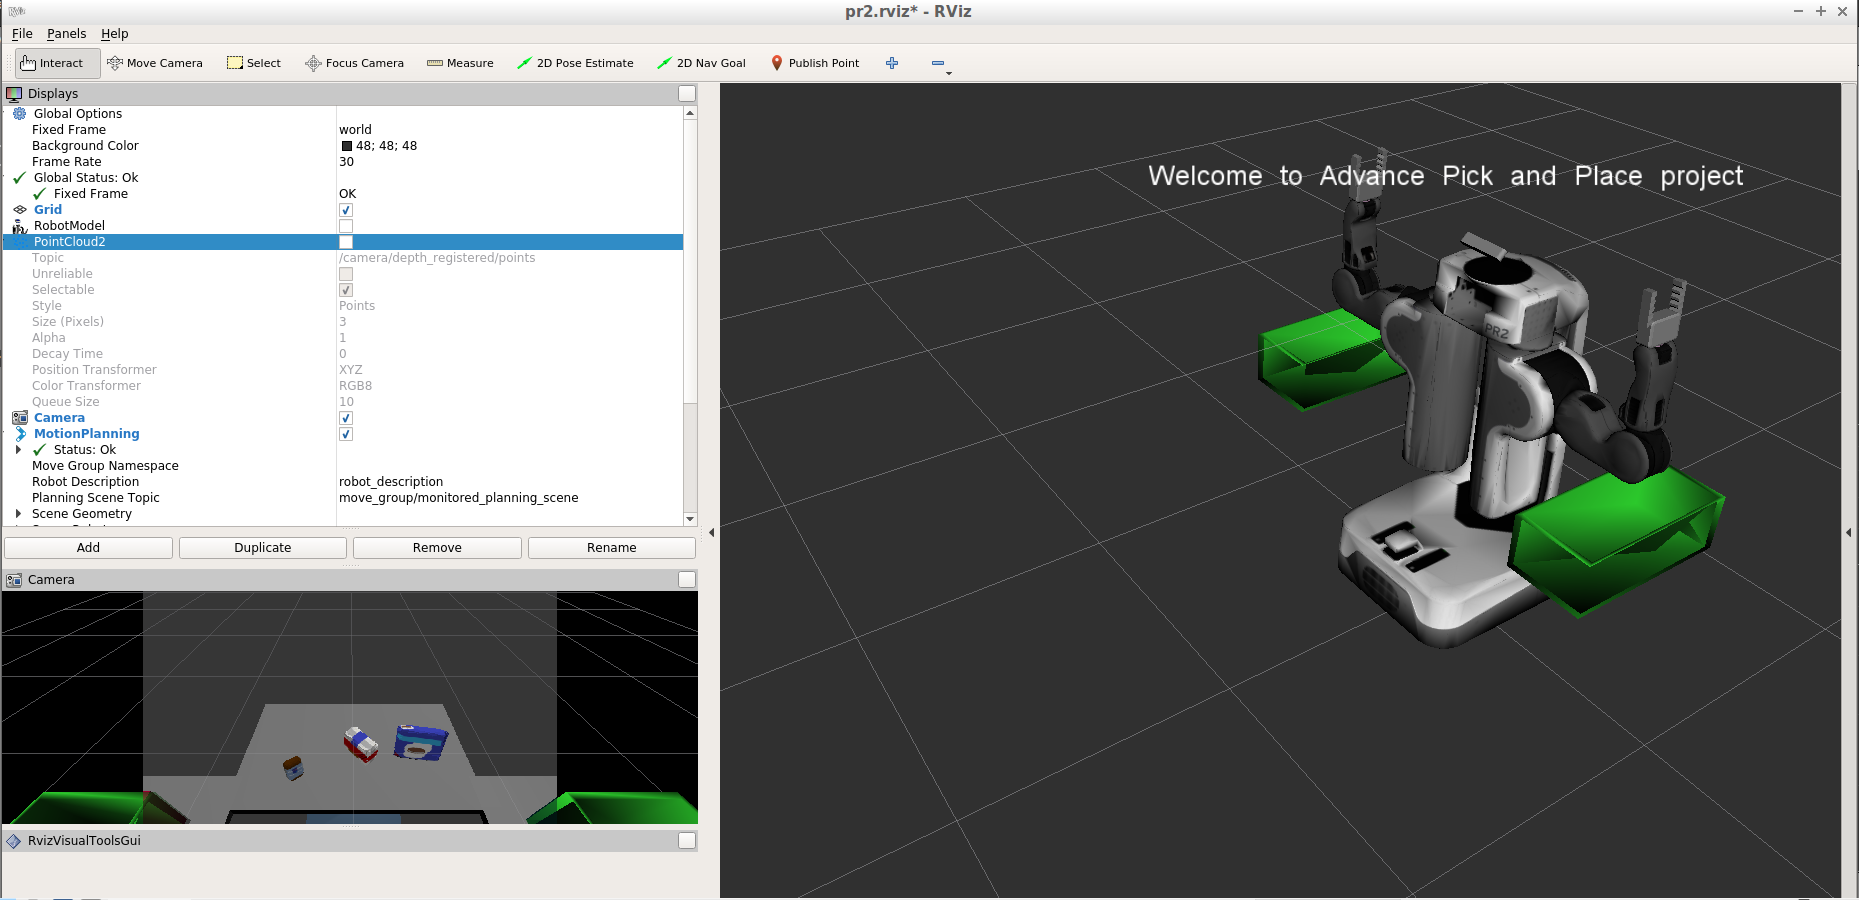 pr2.rviz* - RViz
File Panels Help
Interact Move Camera Select Focus Camera Measure 2D Pose Estimate 2D Nav Goal Publish Point
Displays
Global Options
Fixed Frame world
Background Color 48; 48; 48
Frame Rate 30
Global Status: Ok
Fixed Frame OK
Grid
RobotModel
PointCloud2
Topic /camera/depth_registered/points
Unreliable
Selectable
Style Points
Size (Pixels) 3
Alpha 1
Decay Time 0
Position Transformer XYZ
Color Transformer RGB8
Queue Size 10
Camera
MotionPlanning
Status: Ok
Move Group Namespace
Robot Description robot_description
Planning Scene Topic move_group/monitored_planning_scene
Scene Geometry
Add Duplicate Remove Rename
Camera
RvizVisualToolsGui
Welcome to Advance Pick and Place project
PR2